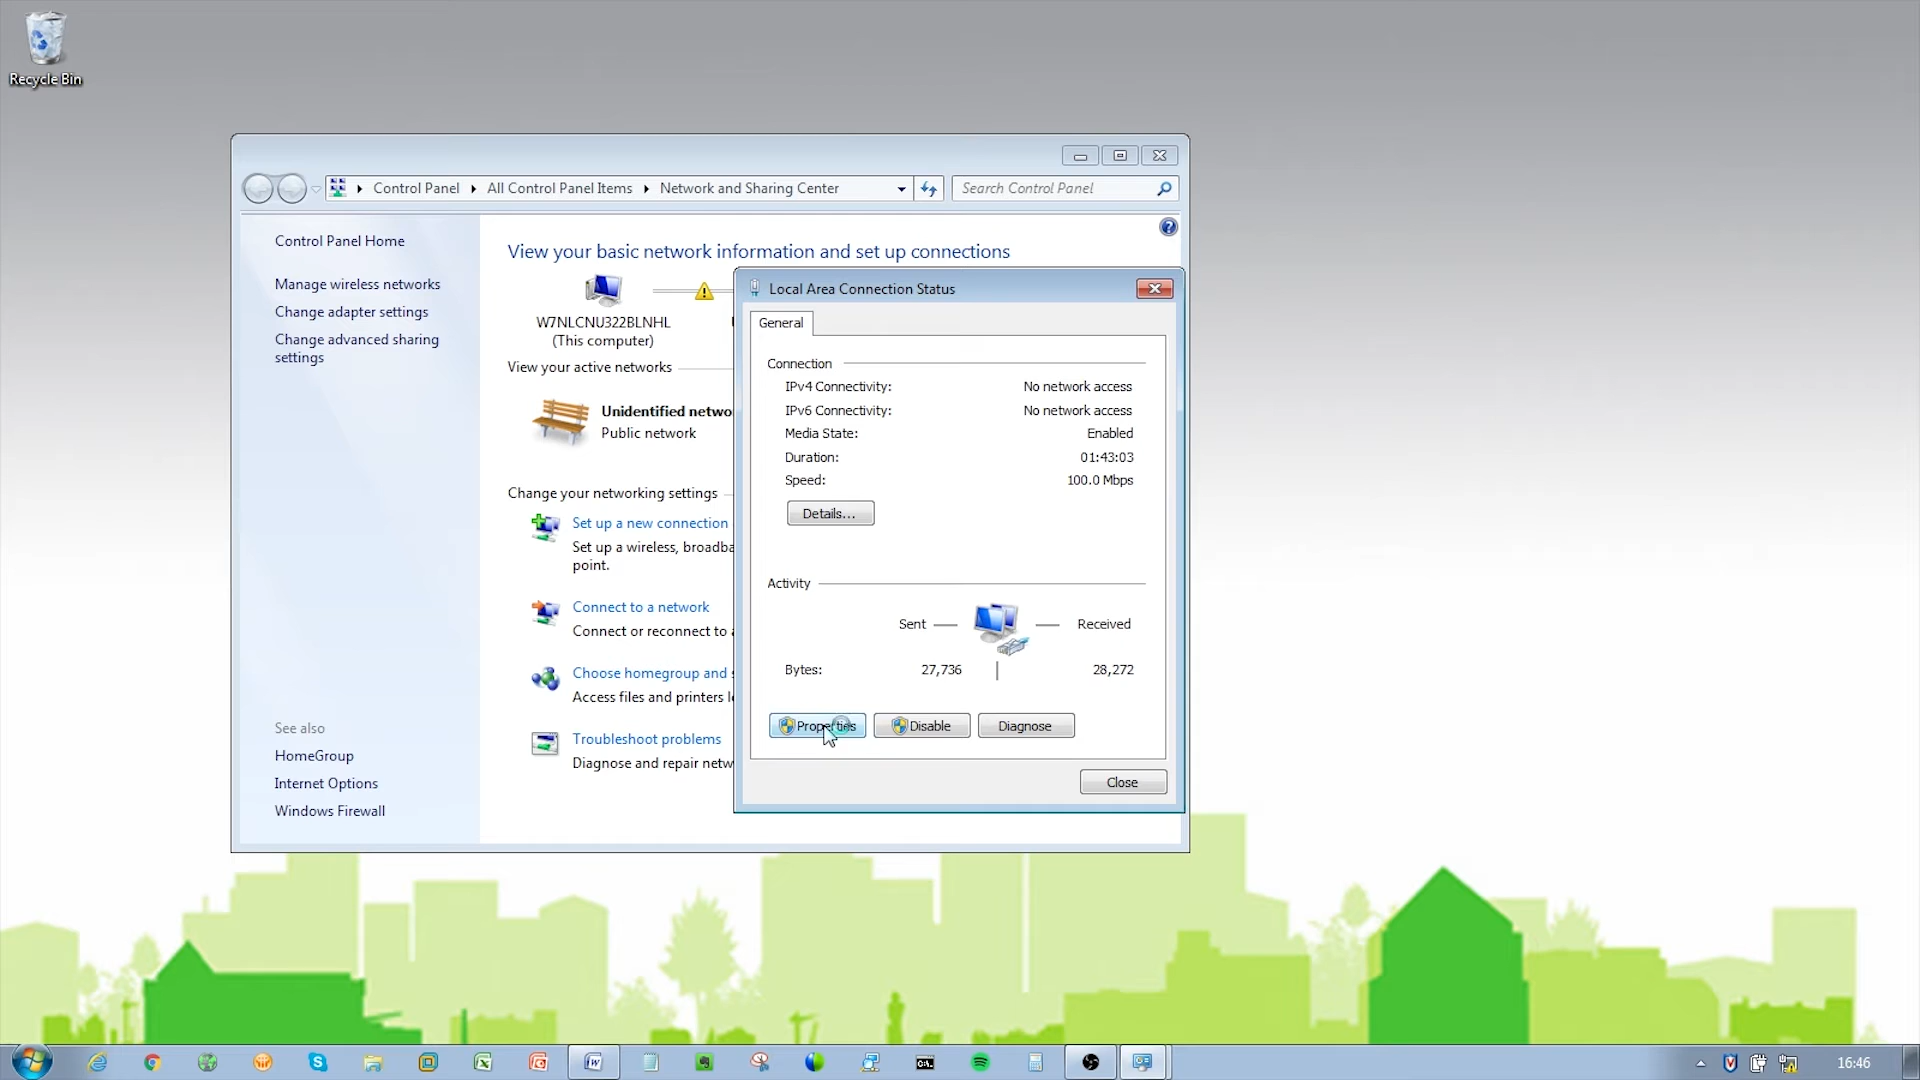 Recycle Bin
Control Panel
All Control Panel Items
Network and Sharing Center
Search Control Panel
Control Panel Home
Manage wireless networks
Change adapter settings
Change advanced sharing
settings
See also
HomeGroup
Internet Options
Windows Firewall
View your basic network information and set up connections
W7NLCNU322BLNHL
(This computer)
View your active networks
Unidentified netwo
Public network
Change your networking settings
Set up a new connection
Set up a wireless, broadba
point.
Connect to a network
Connect or reconnect to a
Choose homegroup and s
Access files and printers l
Troubleshoot problems
Diagnose and repair netw
Local Area Connection Status
General
Connection
IPv4 Connectivity: No network access
IPv6 Connectivity: No network access
Media State: Enabled
Duration: 01:43:03
Speed: 100.0 Mbps
Details...
Activity
Sent Received
Bytes: 27,736 28,272
Properties Disable Diagnose
Close
16:46